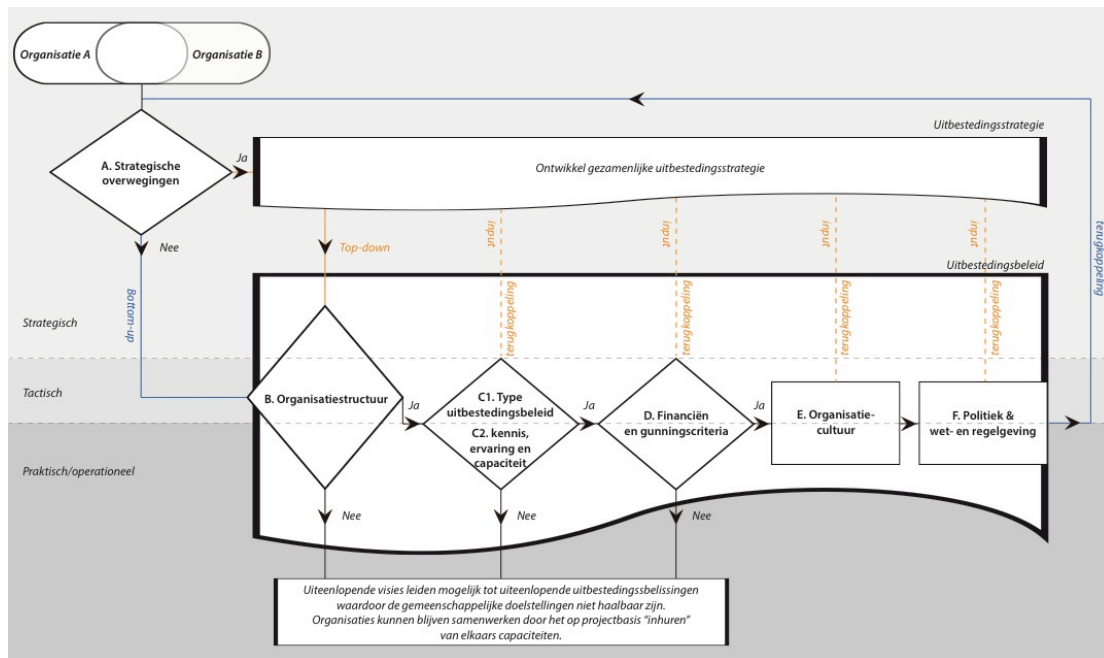 Organisatie A
Organisatie B
Uitbestedingsstrategie
A. Strategische
overwegingen
Ja
Ontwikkel gezamenlijke uitbestedingsstrategie
Nee
Top-down
input
input
input
input
terugkoppeling
Bottom-up
Uitbestedingsbeleid
terugkoppeling
terugkoppeling
terugkoppeling
terugkoppeling
Strategisch
Tactisch
Praktisch/operationeel
B. Organisatiestructuur
Ja
C1. Type
uitbestedingsbeleid
C2. kennis,
ervaring en
capaciteit
Ja
D. Financiën
en gunningscriteria
Ja
E. Organisatie-
cultuur
F. Politiek &
wet- en regelgeving
Nee
Nee
Nee
Uiteenlopende visies leiden mogelijk tot uiteenlopende uitbestedingssbelissingen
waardoor de gemeenschappelijke doelstellingen niet haalbaar zijn.
Organisaties kunnen blijven samenwerken door het op projectbasis “inhuren”
van elkaars capaciteiten.